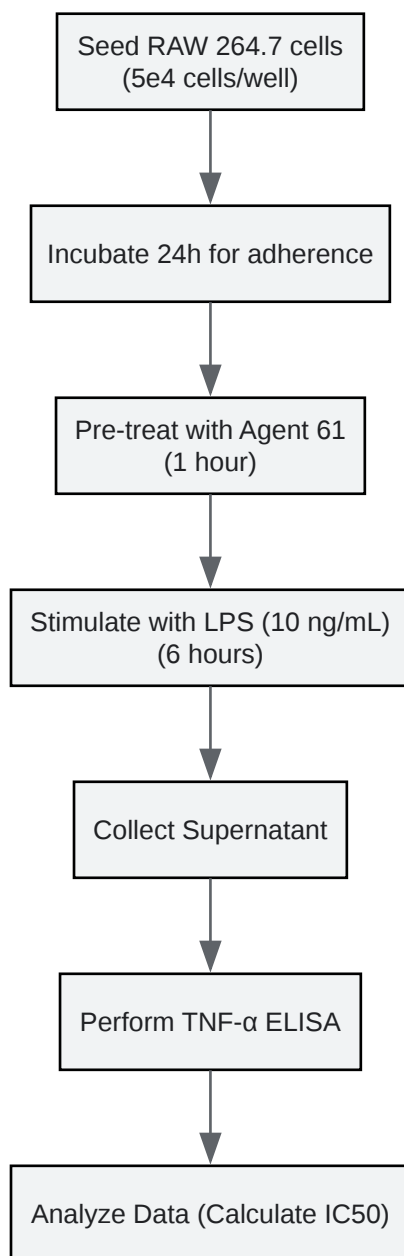 Seed RAW 264.7 cells
(5e4 cells/well)
Incubate 24h for adherence
Pre-treat with Agent 61
(1 hour)
Stimulate with LPS (10 ng/mL)
(6 hours)
Collect Supernatant
Perform TNF-α ELISA
Analyze Data (Calculate IC50)